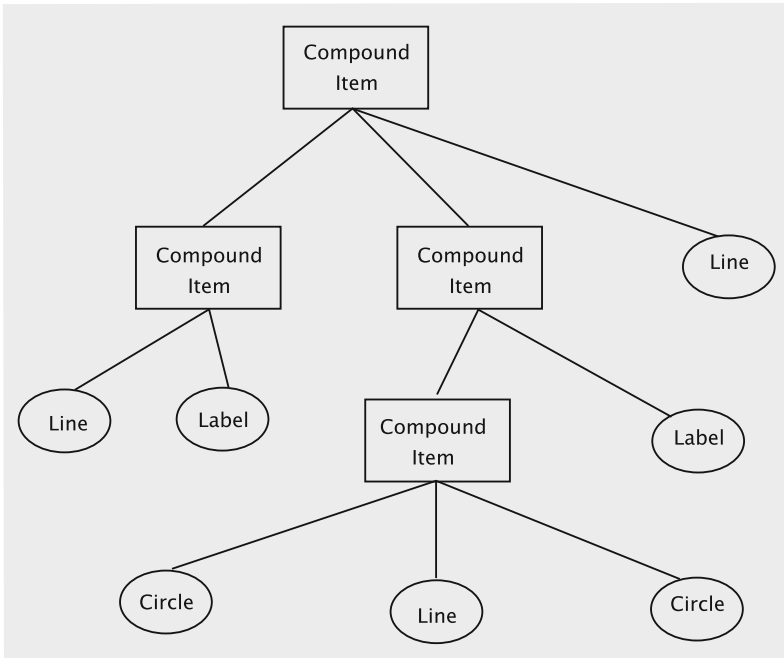 Compound
Item
Compound
Item
Compound
Item
Line
Line
Label
Compound
Item
Label
Circle
Line
Circle